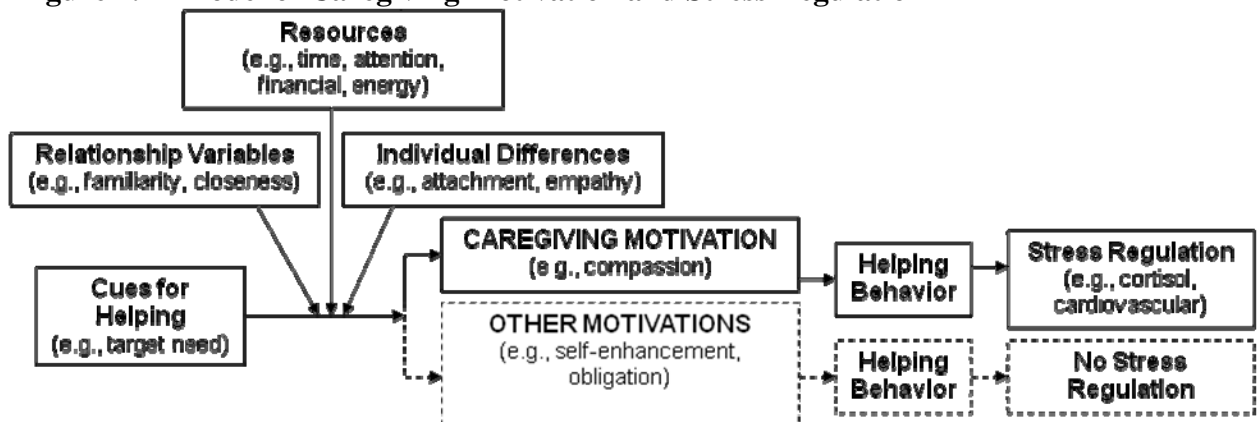 Resources
(e.g., time, attention,
financial, energy)
Relationship Variables
(e.g., familiarity, closeness)
Individual Differences
(e.g., attachment, empathy)
Cues for
Helping
(e.g., target need)
CAREGIVING MOTIVATION
(e g., compassion)
Helping
Behavior
Stress Regulation
(e.g., cortisol,
cardiovascular)
OTHER MOTIVATIONS
(e.g., self-enhancement,
obligation)
Helping
Behavior
No Stress
Regulation